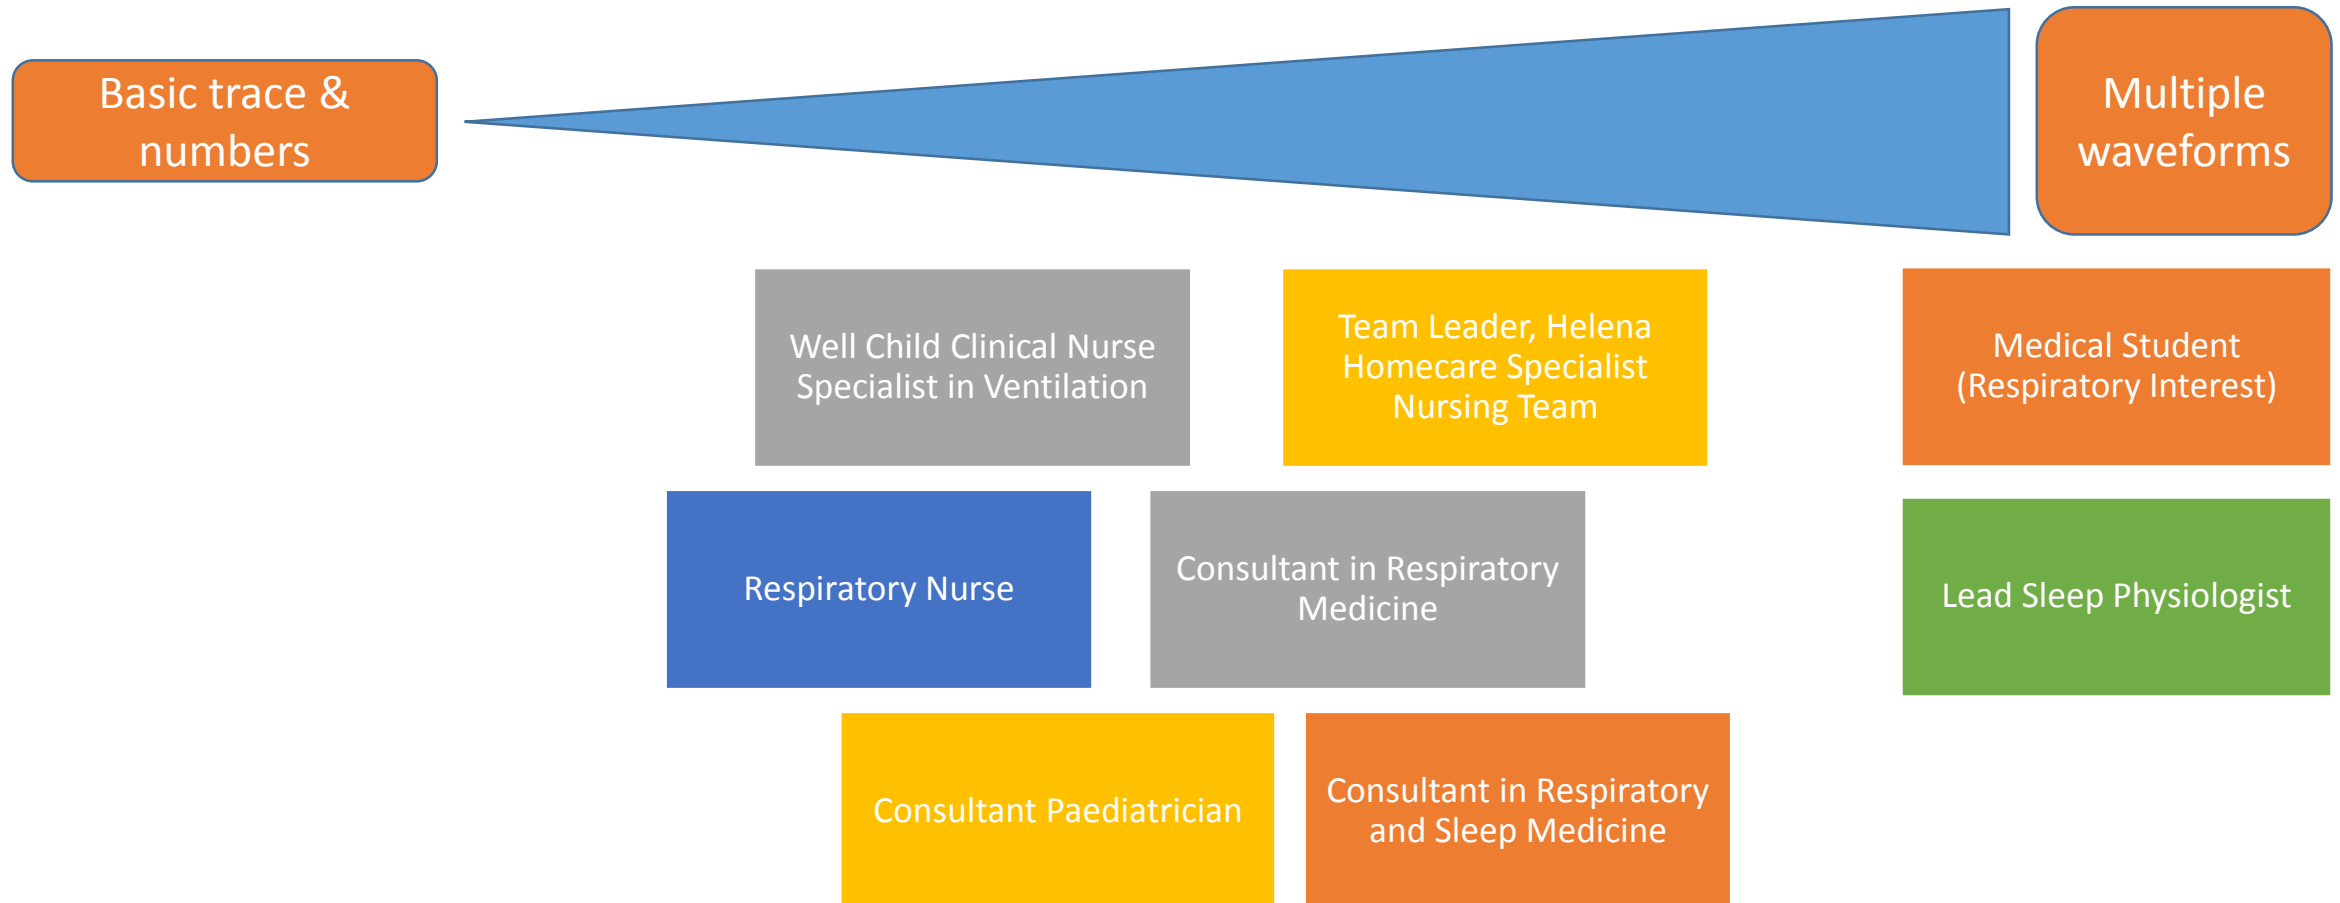 Basic trace &
numbers
Multiple
waveforms
Well Child Clinical Nurse
Specialist in Ventilation
Team Leader, Helena
Homecare Specialist
Nursing Team
Medical Student
(Respiratory Interest)
Respiratory Nurse
Consultant in Respiratory
Medicine
Lead Sleep Physiologist
Consultant Paediatrician
Consultant in Respiratory
and Sleep Medicine